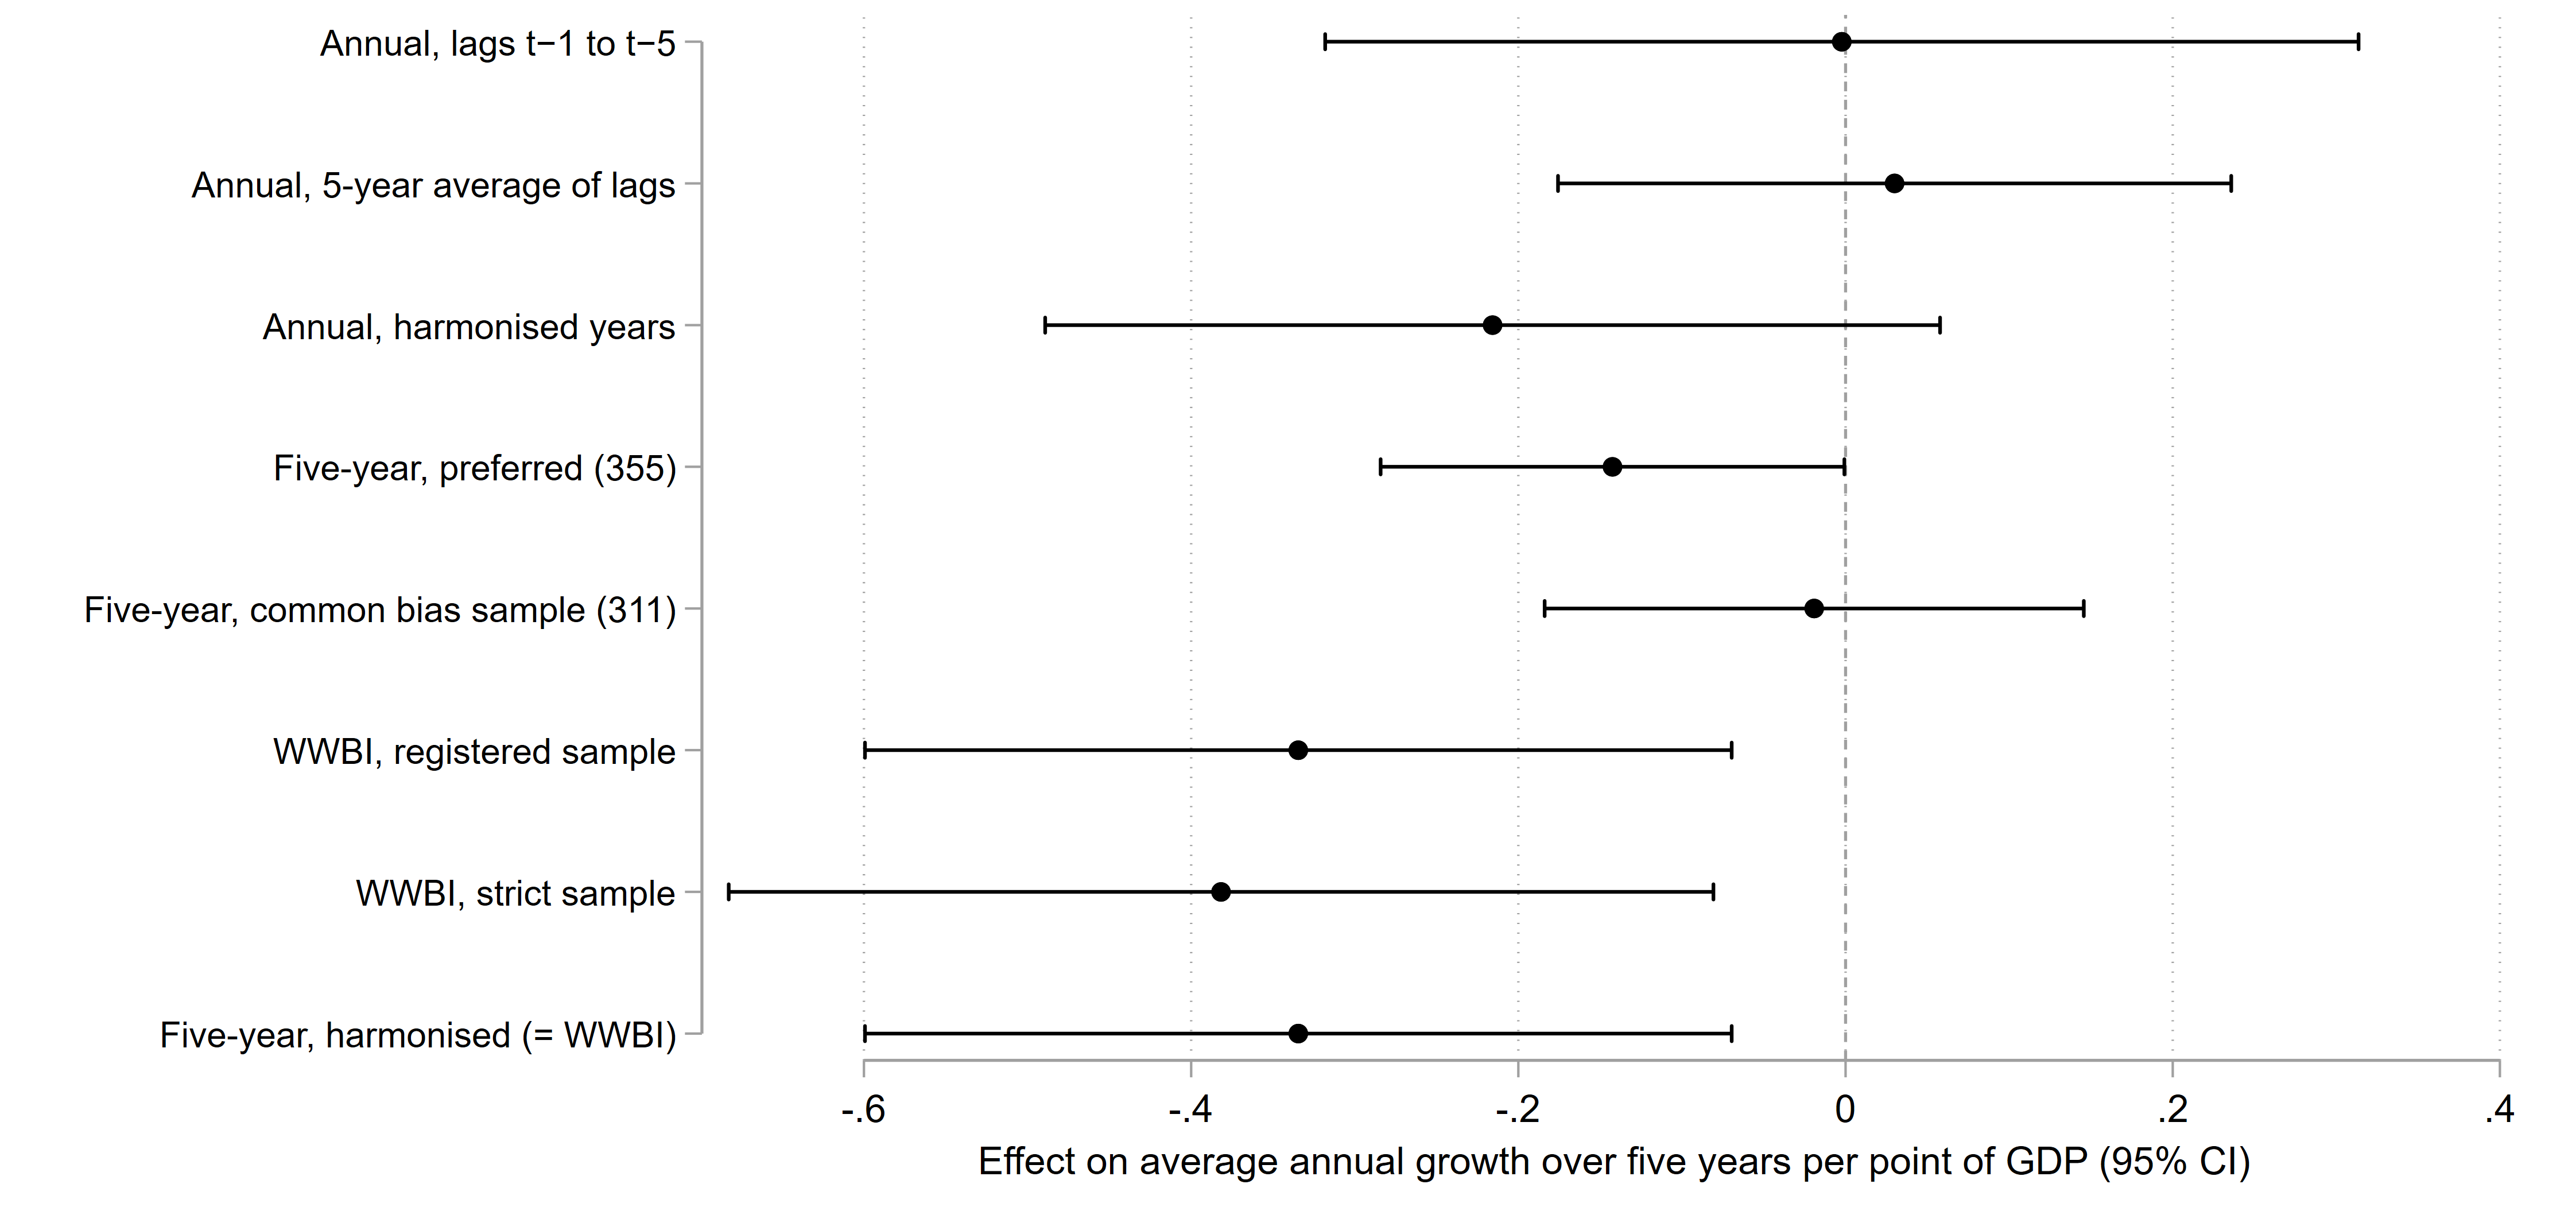 Annual, lags t−1 to t−5
Annual, 5-year average of lags
Annual, harmonised years
Five-year, preferred (355)
Five-year, common bias sample (311)
WWBI, registered sample
WWBI, strict sample
Five-year, harmonised (= WWBI)
-.6 -.4 -.2 0 .2 .4
Effect on average annual growth over five years per point of GDP (95% CI)